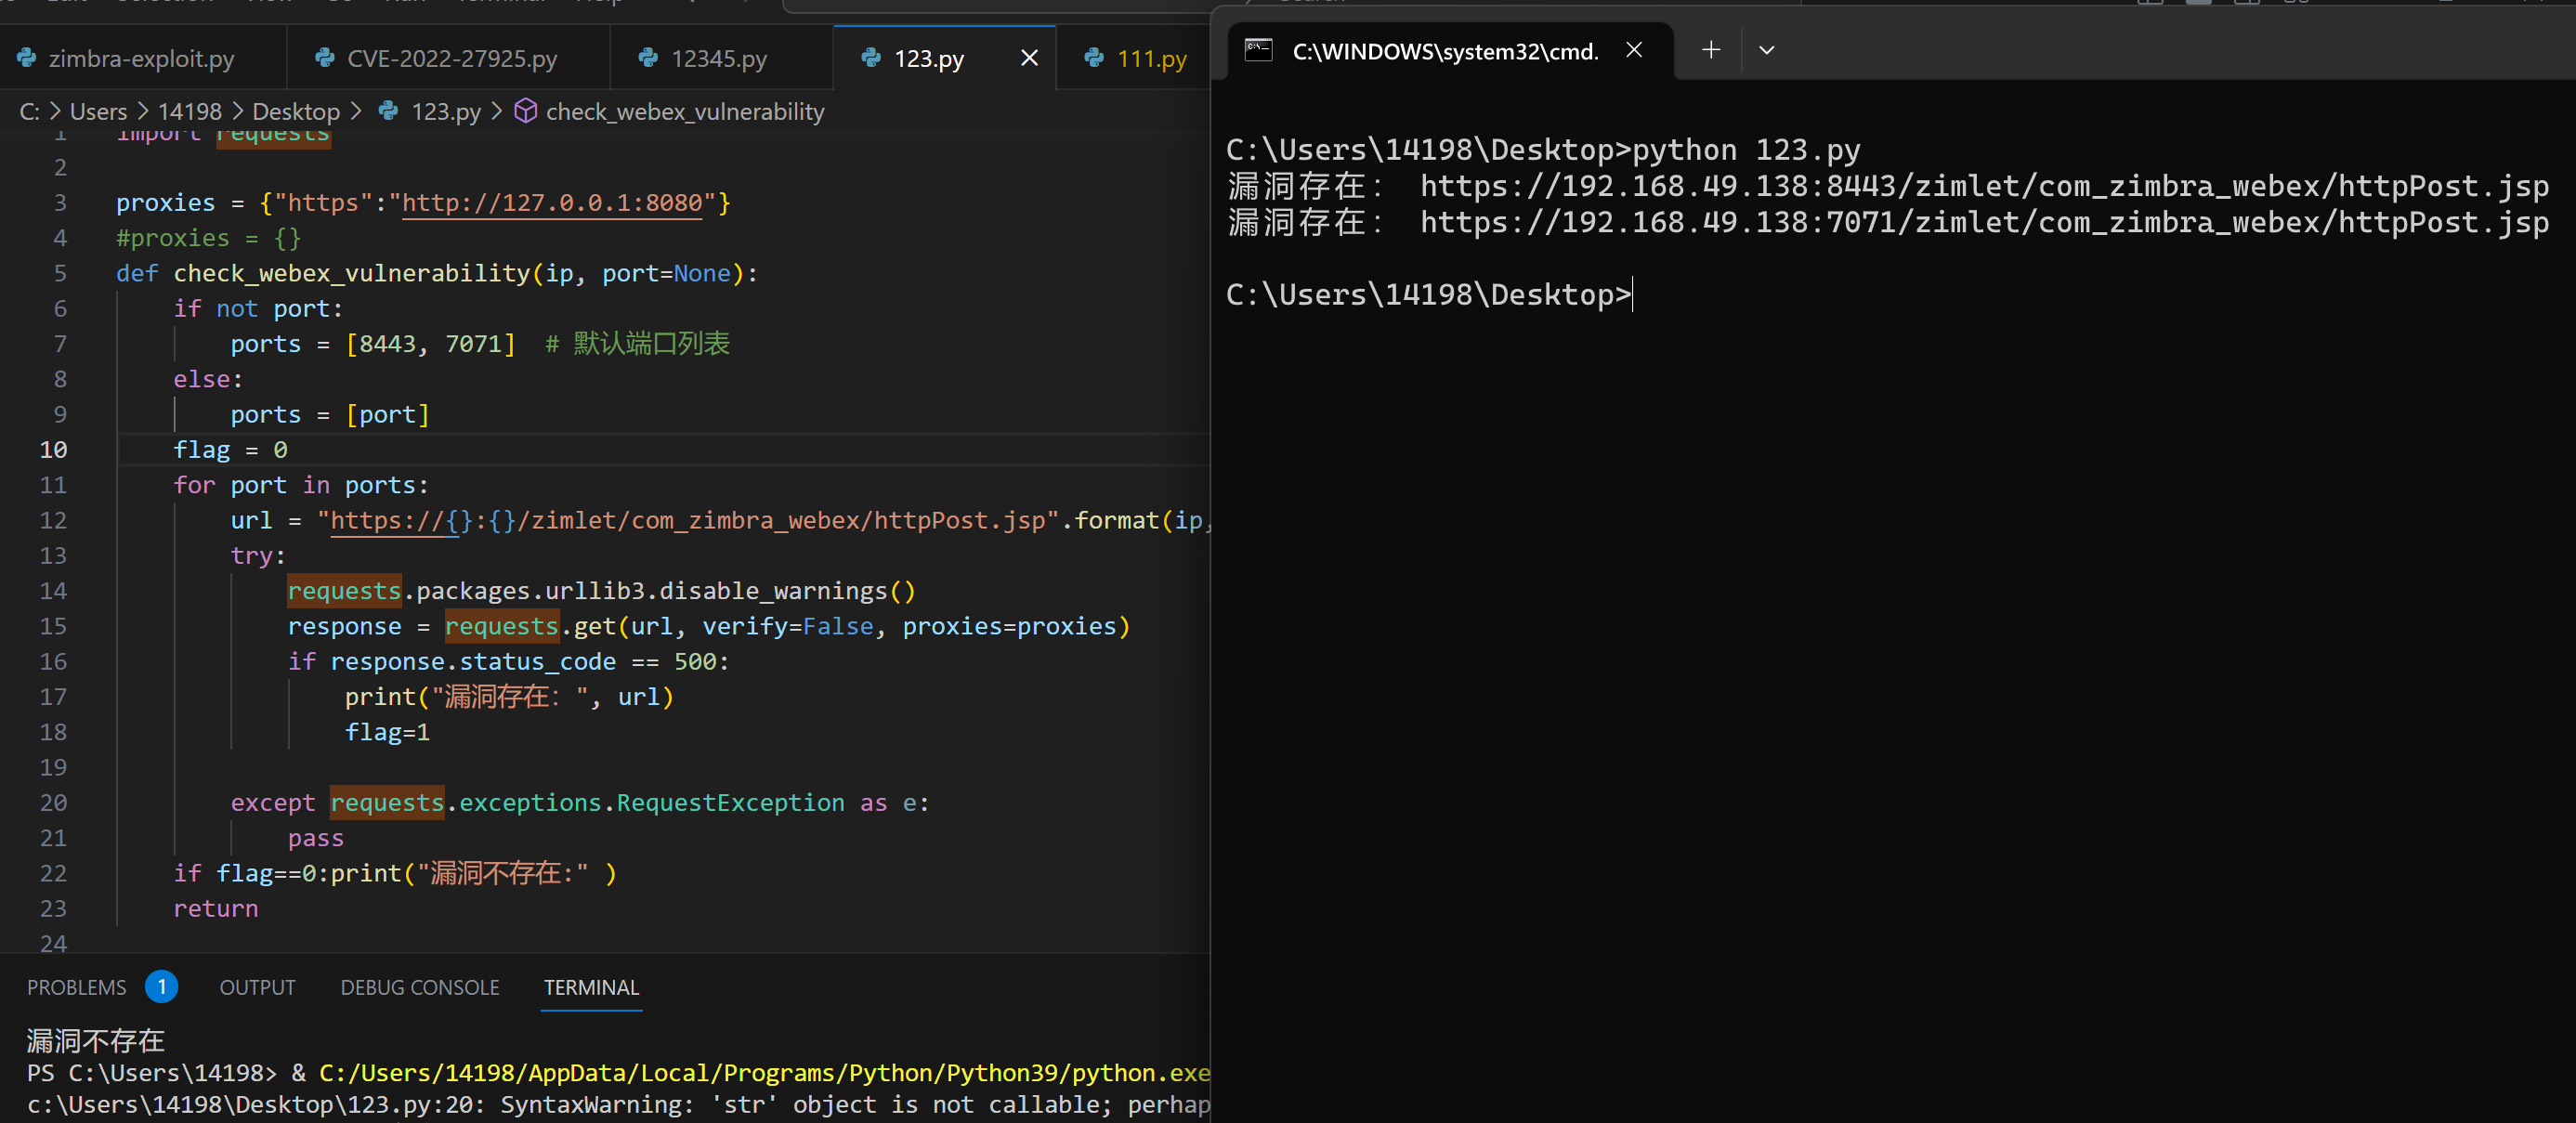 zimbra-exploit.py CVE-2022-27925.py 12345.py 123.py 111.py
C: > Users > 14198 > Desktop > 123.py > check_webex_vulnerability
1 import requests
2
3 proxies = {"https":"http://127.0.0.1:8080"}
4 #proxies = {}
5 def check_webex_vulnerability(ip, port=None):
6 if not port:
7 ports = [8443, 7071] # 默认端口列表
8 else:
9 ports = [port]
10 flag = 0
11 for port in ports:
12 url = "https://{}:{}/zimlet/com_zimbra_webex/httpPost.jsp".format(ip,
13 try:
14 requests.packages.urllib3.disable_warnings()
15 response = requests.get(url, verify=False, proxies=proxies)
16 if response.status_code == 500:
17 print("漏洞存在: ", url)
18 flag=1
19
20 except requests.exceptions.RequestException as e:
21 pass
22 if flag==0:print("漏洞不存在:" )
23 return
24
PROBLEMS 1 OUTPUT DEBUG CONSOLE TERMINAL
漏洞不存在
PS C:\Users\14198> & C:/Users/14198/AppData/Local/Programs/Python/Python39/python.exe
c:\Users\14198\Desktop\123.py:20: SyntaxWarning: 'str' object is not callable; perhap
C:\WINDOWS\system32\cmd.
C:\Users\14198\Desktop>python 123.py
漏洞存在: https://192.168.49.138:8443/zimlet/com_zimbra_webex/httpPost.jsp
漏洞存在: https://192.168.49.138:7071/zimlet/com_zimbra_webex/httpPost.jsp
C:\Users\14198\Desktop>